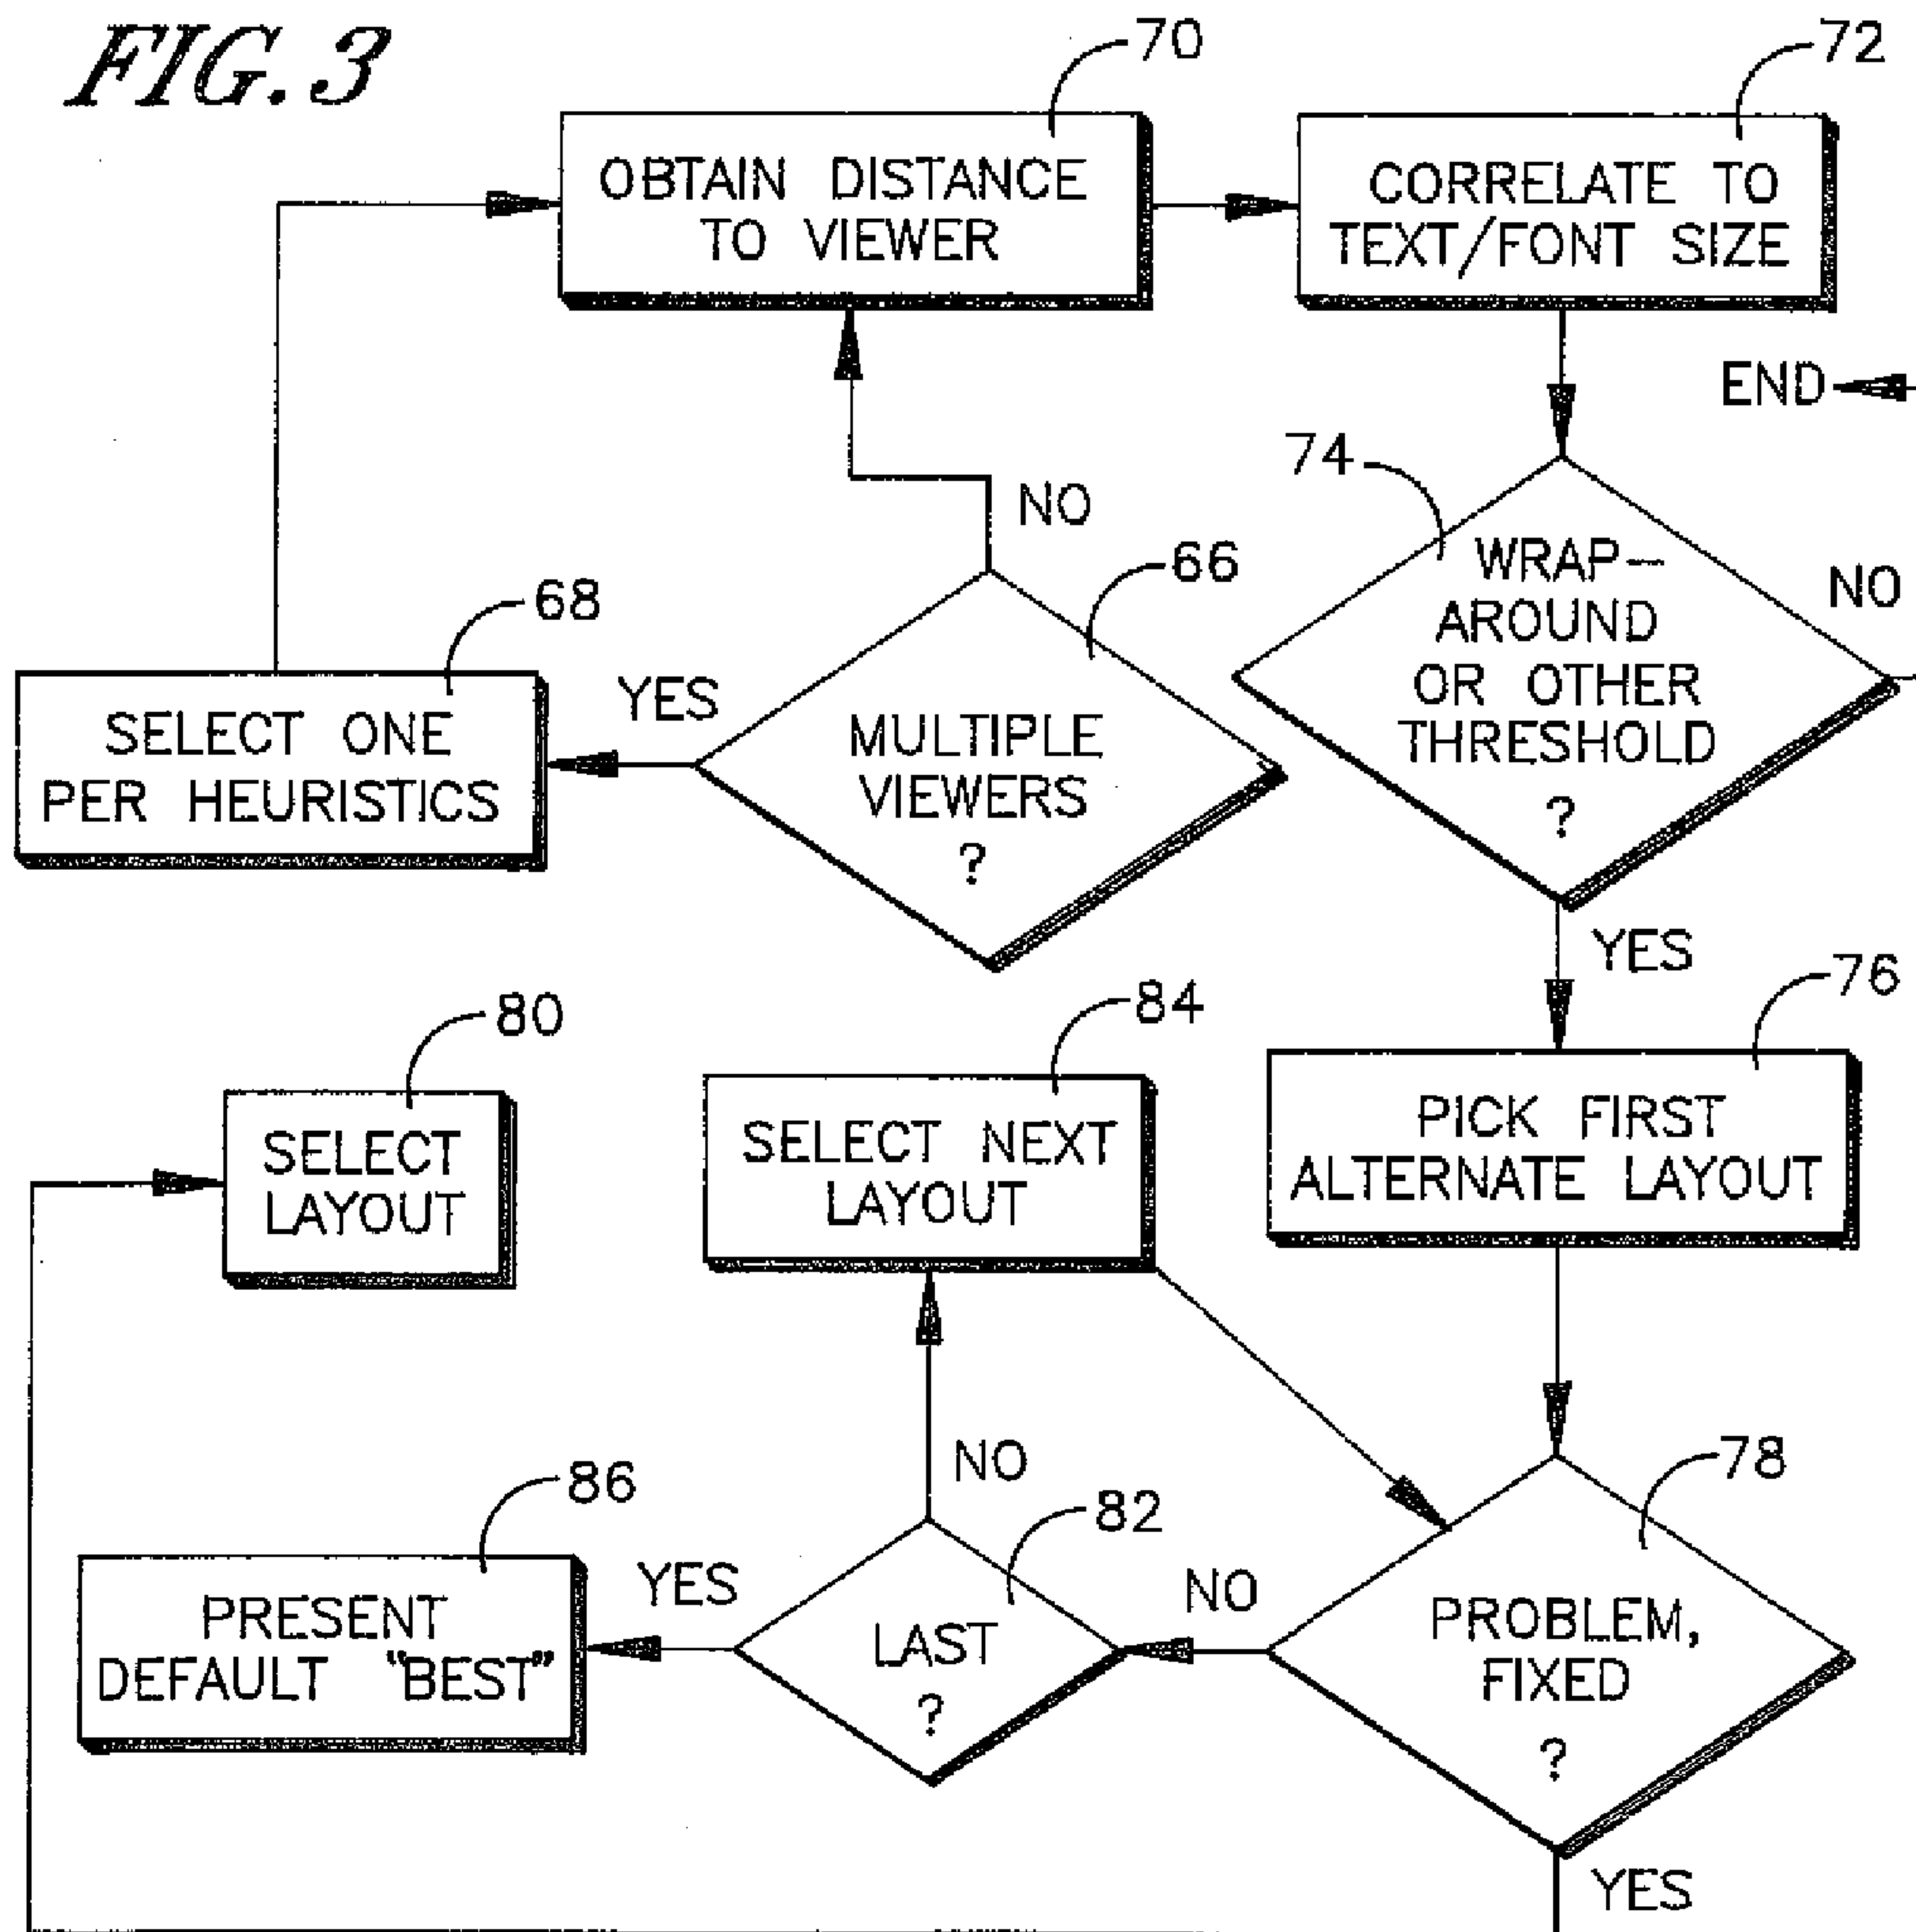 FIG. 3
70
OBTAIN DISTANCE
TO VIEWER
72
CORRELATE TO
TEXT/FONT SIZE
END
74
WRAP-
AROUND
OR OTHER
THRESHOLD
?
NO
YES
NO
66
MULTIPLE
VIEWERS
?
YES
68
SELECT ONE
PER HEURISTICS
76
PICK FIRST
ALTERNATE LAYOUT
84
SELECT NEXT
LAYOUT
80
SELECT
LAYOUT
78
PROBLEM,
FIXED
?
NO
YES
82
LAST
?
NO
YES
86
PRESENT
DEFAULT "BEST"